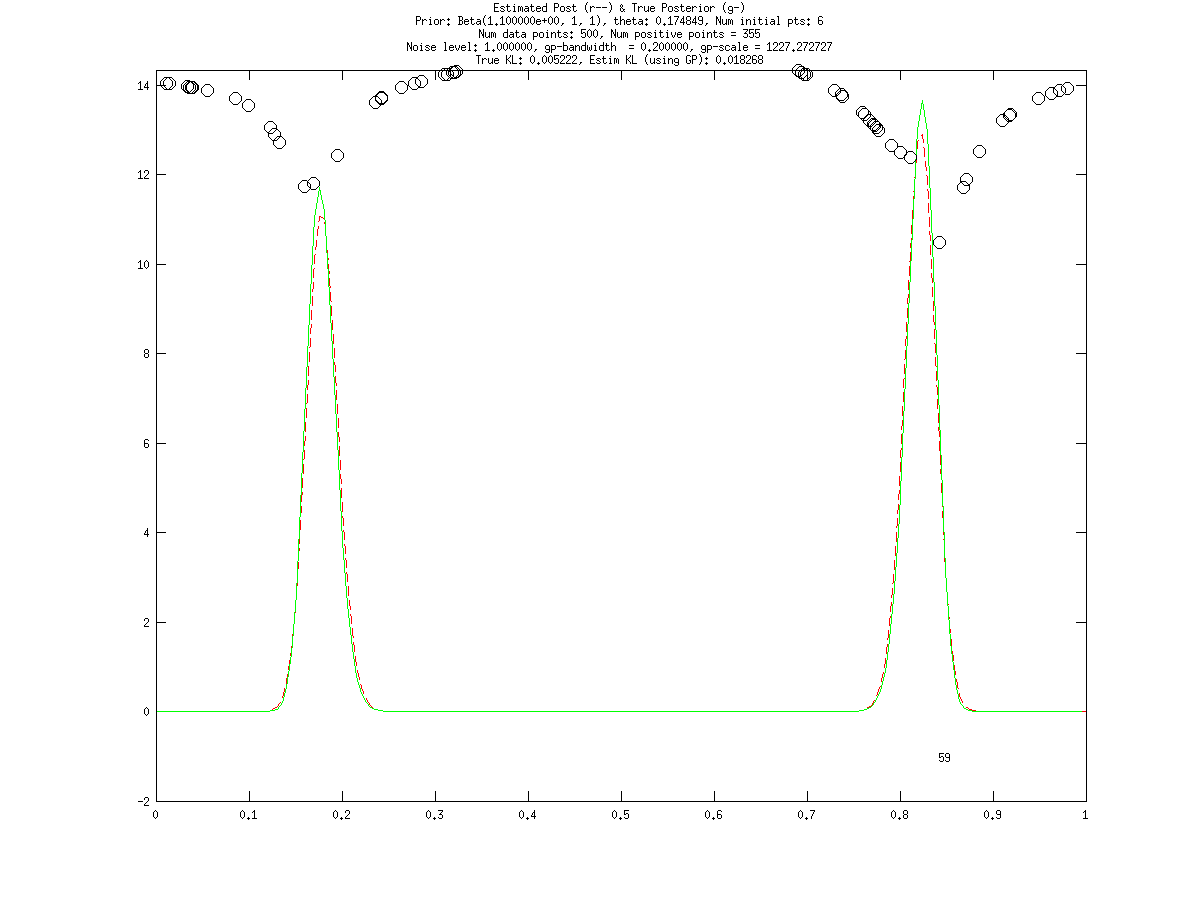 Estimated Post (r--) & True Posterior (g-)
Prior: Beta(1.100000e+00, 1, 1), theta: 0.174849, Num initial pts: 6
Num data points: 500, Num positive points = 355
Noise level: 1.000000, gp-bandwidth  = 0.200000, gp-scale = 1227.272727
True KL: 0.005222, Estim KL (using GP): 0.018268
14
12
10
8
6
4
2
0
59
-2
0 0.1 0.2 0.3 0.4 0.5 0.6 0.7 0.8 0.9 1